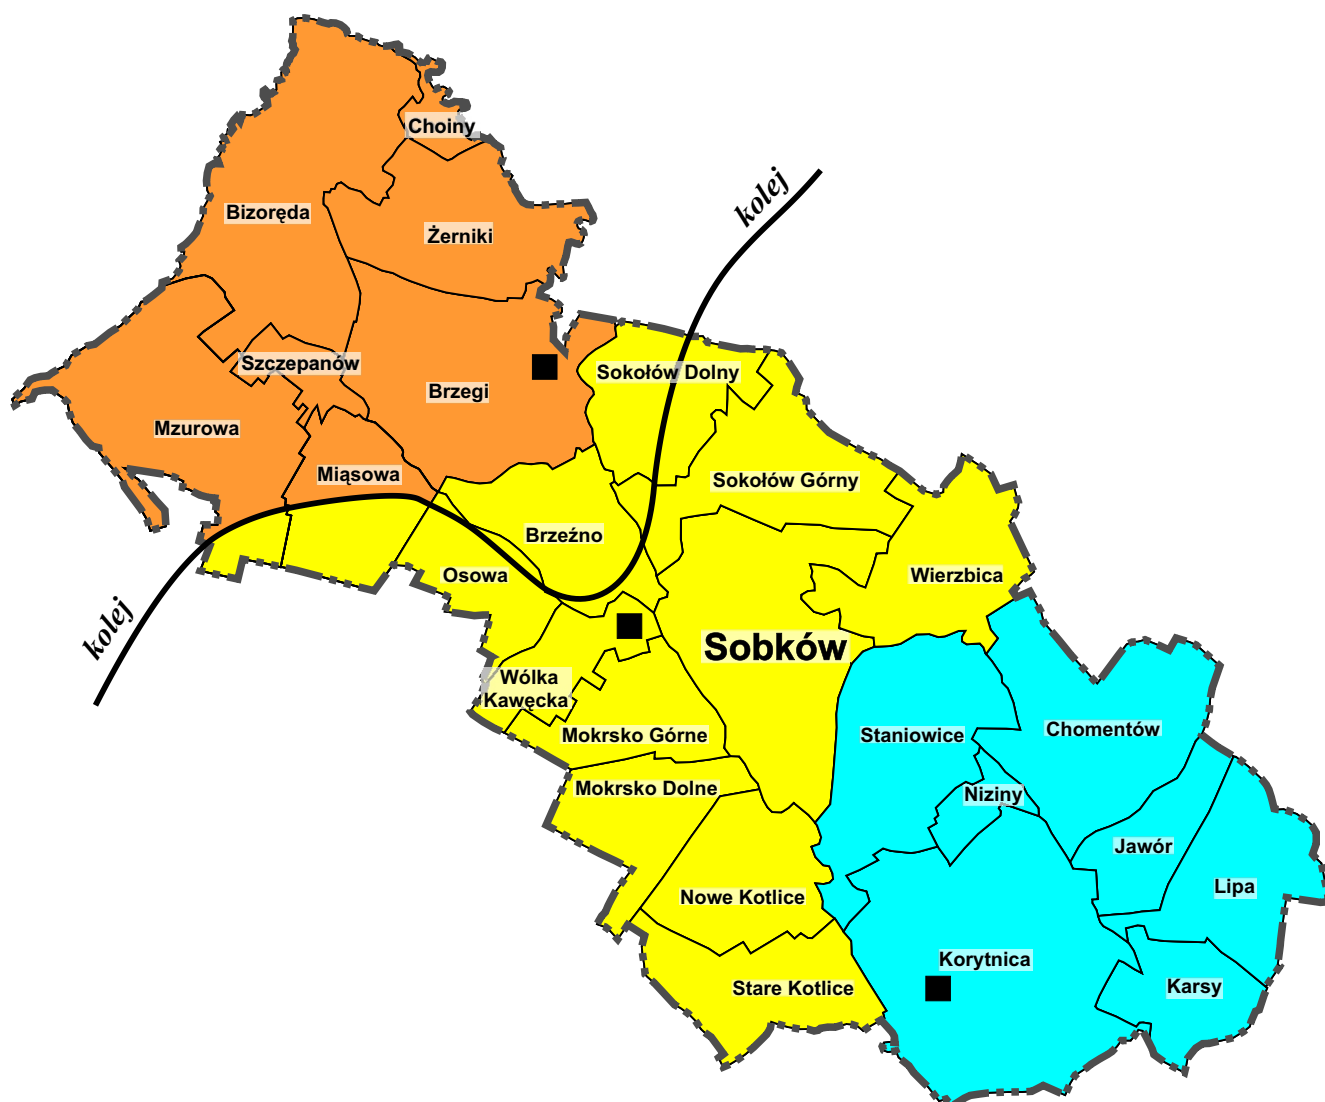 Choiny
kolej
Bizoręda
Żerniki
Szczepanów
Sokołów Dolny
Brzegi
Mzurowa
Miąsowa
Sokołów Górny
Brzeźno
Osowa
Wierzbica
kolej
Sobków
Wólka
Kawęcka
Mokrsko Górne
Staniowice
Chomentów
Mokrsko Dolne
Niziny
Jawór
Lipa
Nowe Kotlice
Korytnica
Stare Kotlice
Karsy